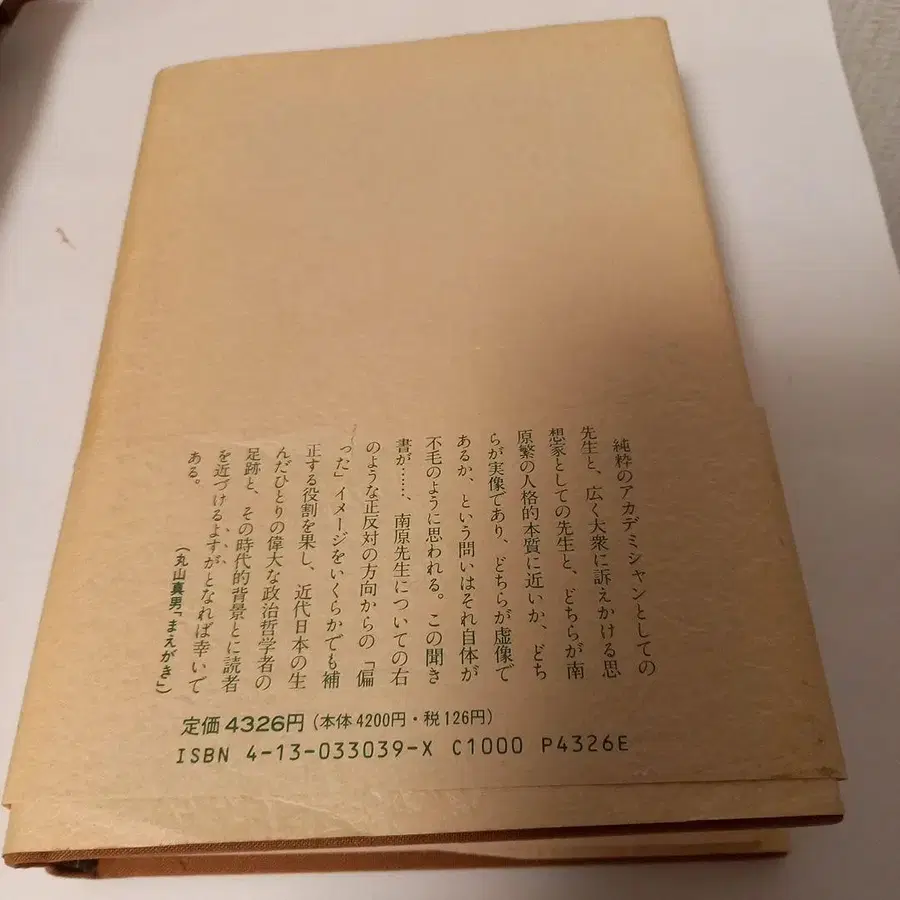 純粋のアカデミシャンとしての
先生と、広く大衆に訴えかける思
想家としての先生と、どちらが南
原繁の人格的本質に近いか、どち
らが実像であり、どちらが虚像で
あるか、という問いはそれ自体が
不毛のように思われる。この聞き
書が……、南原先生についての右
のような正反対の方向からの「偏
った」イメージをいくらかでも補
正する役割を果し、近代日本の生
んだひとりの偉大な政治哲学者の
足跡と、その時代的背景とに読者
を近づけるよすがとなれば幸いで
ある。
(丸山真男「まえがき」)
定価4326円(本体4200円・税126円)
ISBN 4-13-033039-X C1000 P4326E